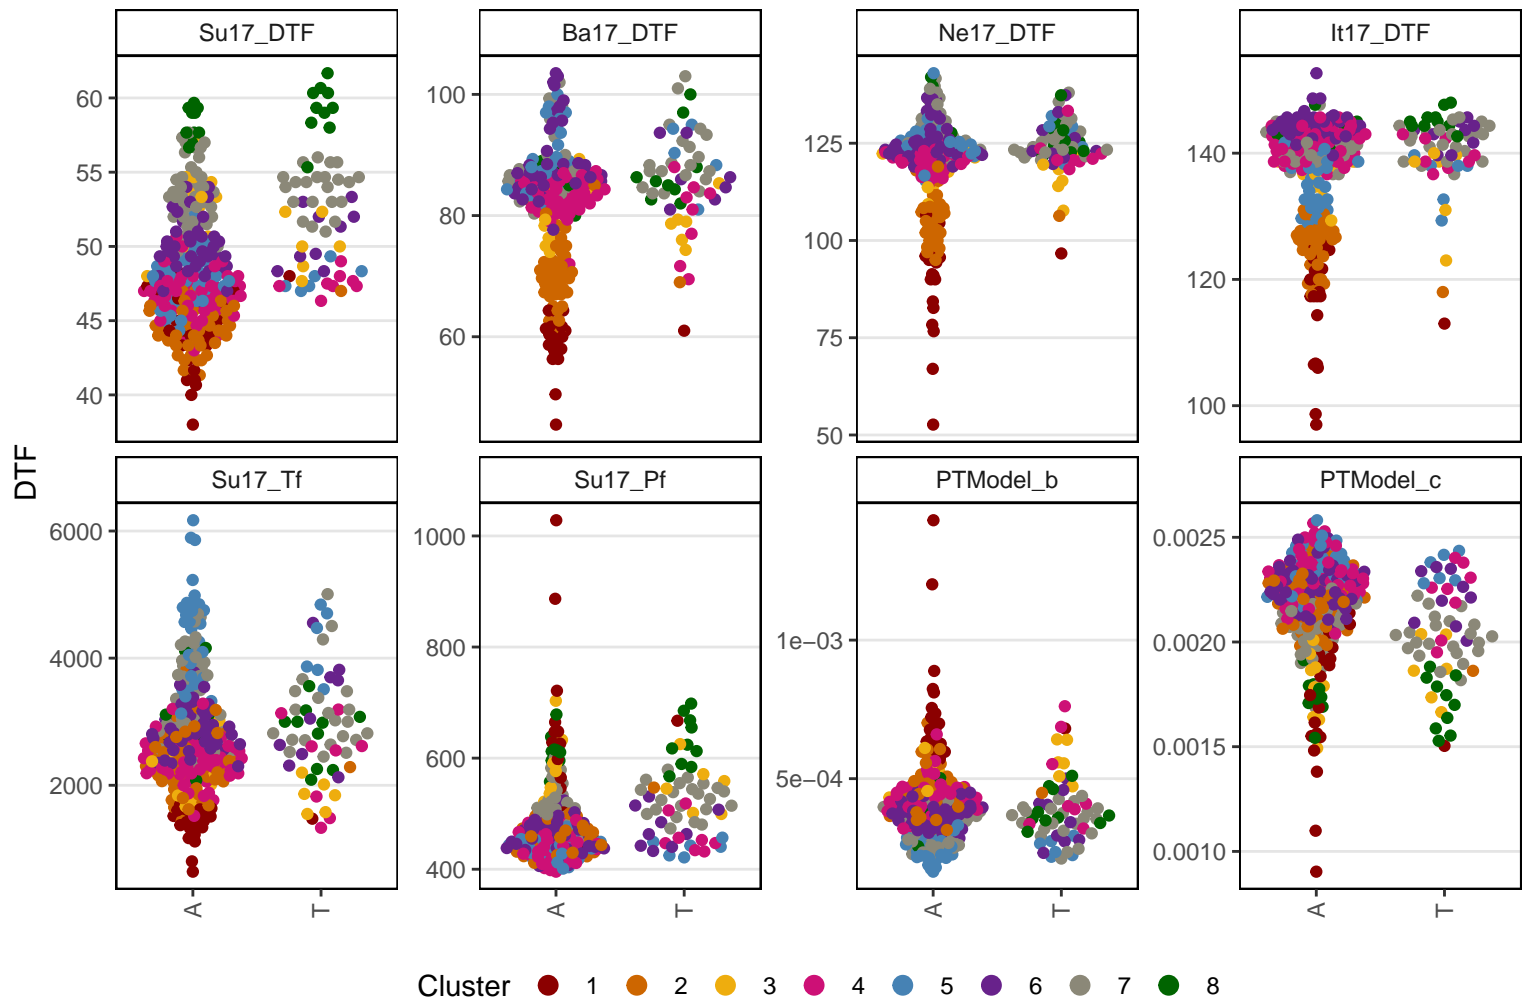 Su17_DTF Ba17_DTF Ne17_DTF It17_DTF
60 100 125 140
55
50 80 100 120
45 75
40 60 50 100
DTF
Su17_Tf Su17_Pf PTModel_b PTModel_c
6000 1000 1e−03 0.0025
4000 800 0.0020
2000 600 5e−04 0.0015
400 0.0010
A T A T A T A T
Cluster 1 2 3 4 5 6 7 8